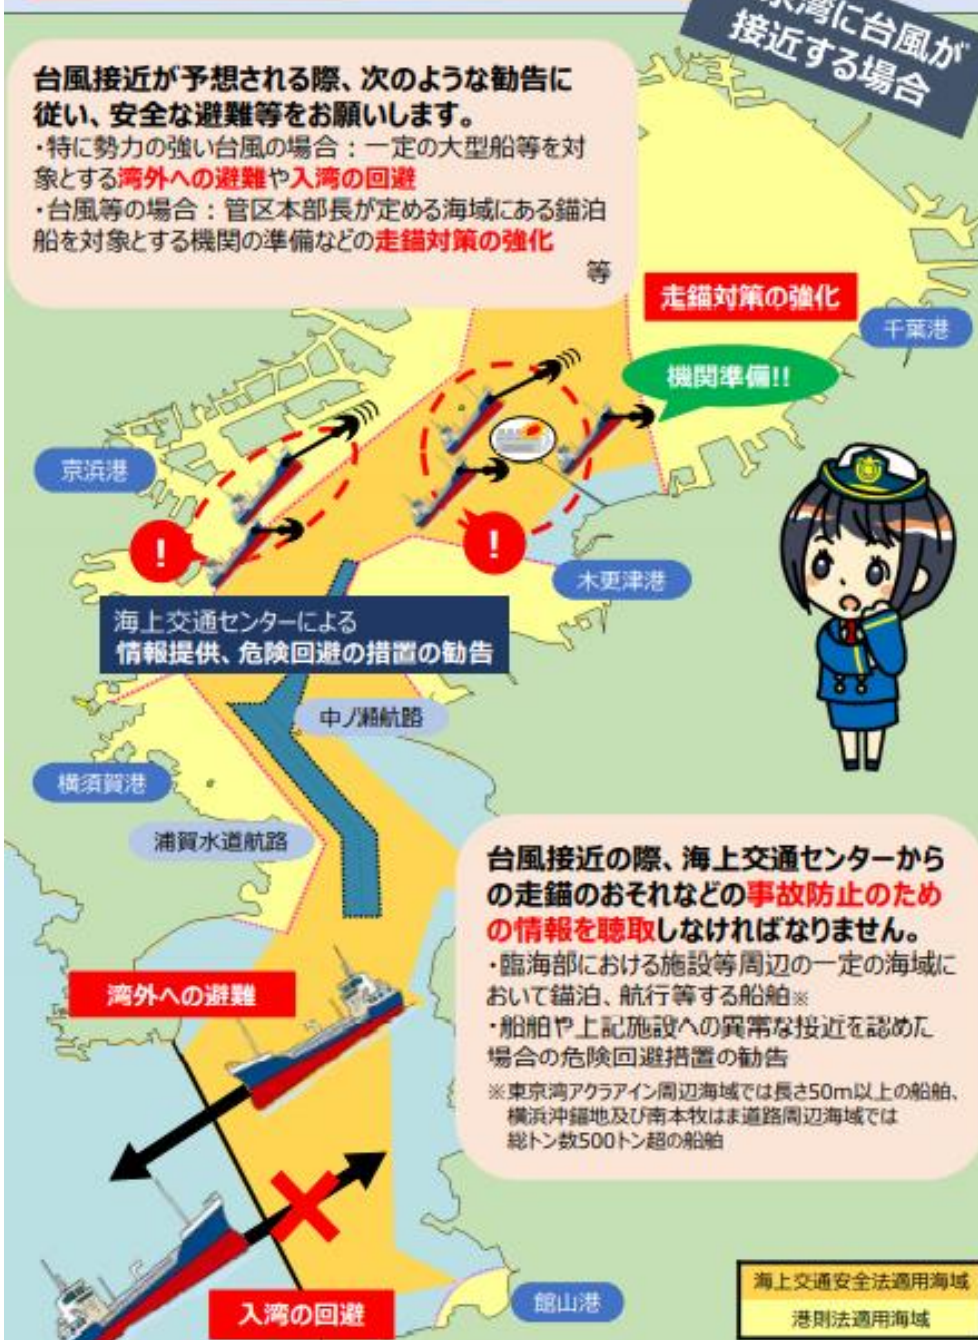 京湾に台風が
接近する場合
台風接近が予想される際、次のような勧告に
従い、安全な避難等をお願いします。
・特に勢力の強い台風の場合：一定の大型船等を対
象とする湾外への避難や入湾の回避
・台風等の場合：管区本部長が定める海域にある錨泊
船を対象とする機関の準備などの走錨対策の強化
等
走錨対策の強化
千葉港
機関準備!!
京浜港
!
!
木更津港
海上交通センターによる
情報提供、危険回避の措置の勧告
中ノ瀬航路
横須賀港
浦賀水道航路
台風接近の際、海上交通センターから
の走錨のおそれなどの事故防止のため
の情報を聴取しなければなりません。
・臨海部における施設等周辺の一定の海域に
おいて錨泊、航行等する船舶※
・船舶や上記施設への異常な接近を認めた
場合の危険回避措置の勧告
※東京湾アクアライン周辺海域では長さ50m以上の船舶、
横浜沖錨地及び南本牧はま道路周辺海域では
総トン数500トン超の船舶
湾外への避難
入湾の回避
館山港
海上交通安全法適用海域
港則法適用海域